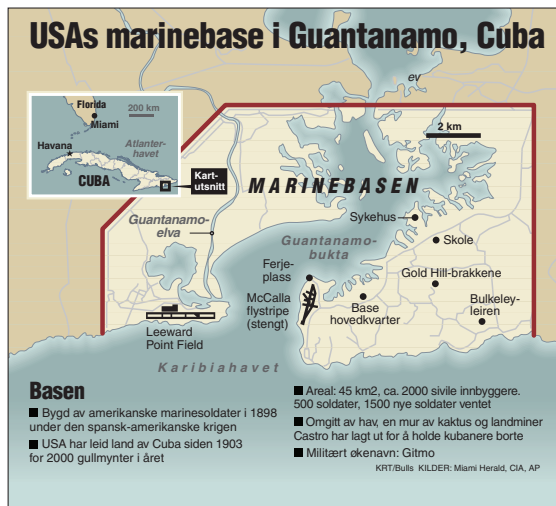 USAs marinebase i Guantanamo, Cuba
ev
Florida
200 km
Miami
Havana
Atlanter-
havet
CUBA
Kart-
utsnitt
2 km
MARINEBASEN
Sykehus
Guantanamo-
elva
Guantanamo-
bukta
Skole
Ferje-
plass
Gold Hill-brakkene
McCalla
flystripe
(stengt)
Base
hovedkvarter
Bulkeley-
leiren
Leeward
Point Field
Karibiahavet
Basen
Bygd av amerikanske marinesoldater i 1898
under den spansk-amerikanske krigen
USA har leid land av Cuba siden 1903
for 2000 gullmynter i året
Areal: 45 km2, ca. 2000 sivile innbyggere.
500 soldater, 1500 nye soldater ventet
Omgitt av hav, en mur av kaktus og landminer
Castro har lagt ut for å holde kubanere borte
Militært økenavn: Gitmo
KRT/Bulls KILDER: Miami Herald, CIA, AP